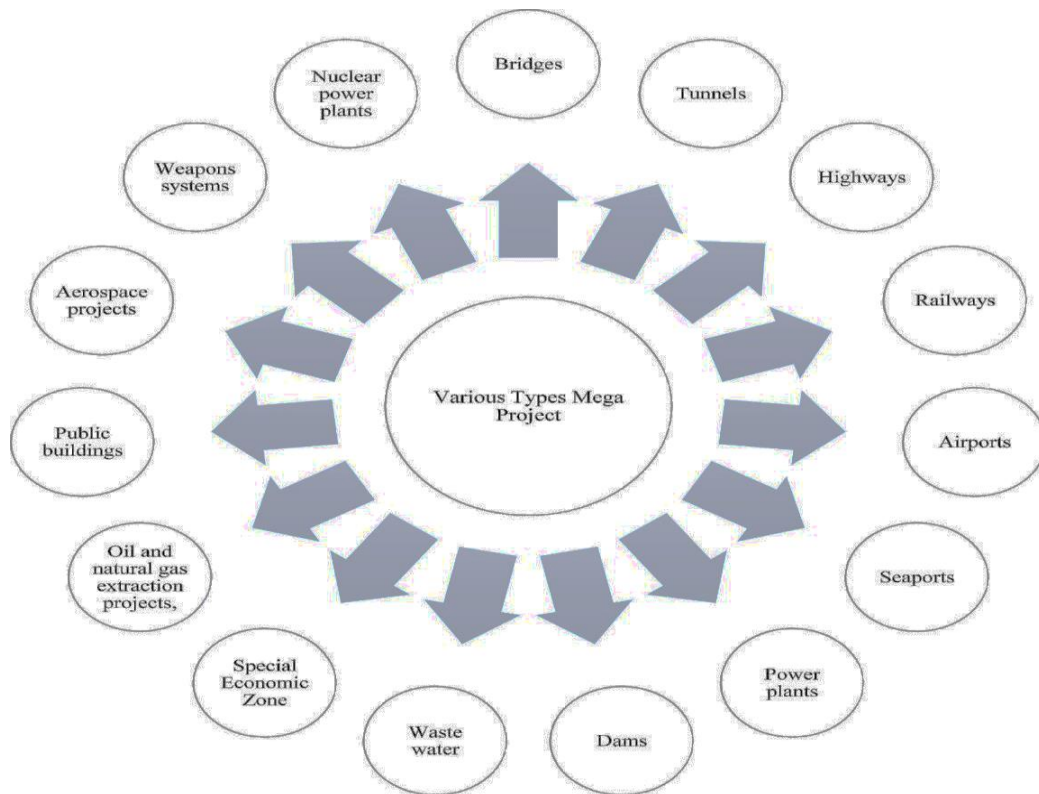 Bridges
Tunnels
Highways
Railways
Airports
Seaports
Power
plants
Dams
Waste
water
Special
Economic
Zone
Oil and
natural gas
extraction
projects,
Public
buildings
Aerospace
projects
Weapons
systems
Nuclear
power
plants
Various Types Mega
Project